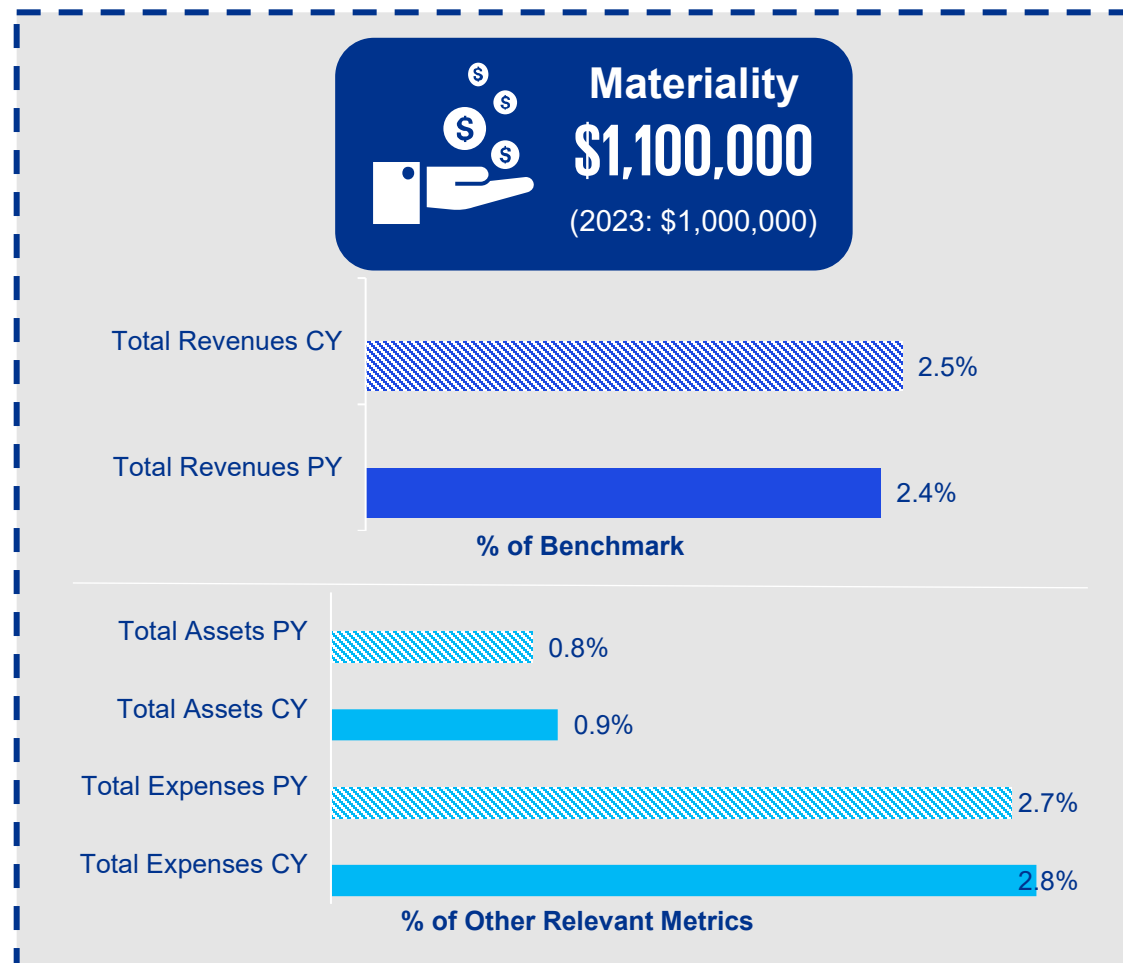 Materiality
$1,100,000
(2023: $1,000,000)
$
$
$
$
Total Revenues CY
2.5%
Total Revenues PY
2.4%
% of Benchmark
Total Assets PY
0.8%
Total Assets CY
0.9%
Total Expenses PY
2.7%
Total Expenses CY
2.8%
% of Other Relevant Metrics